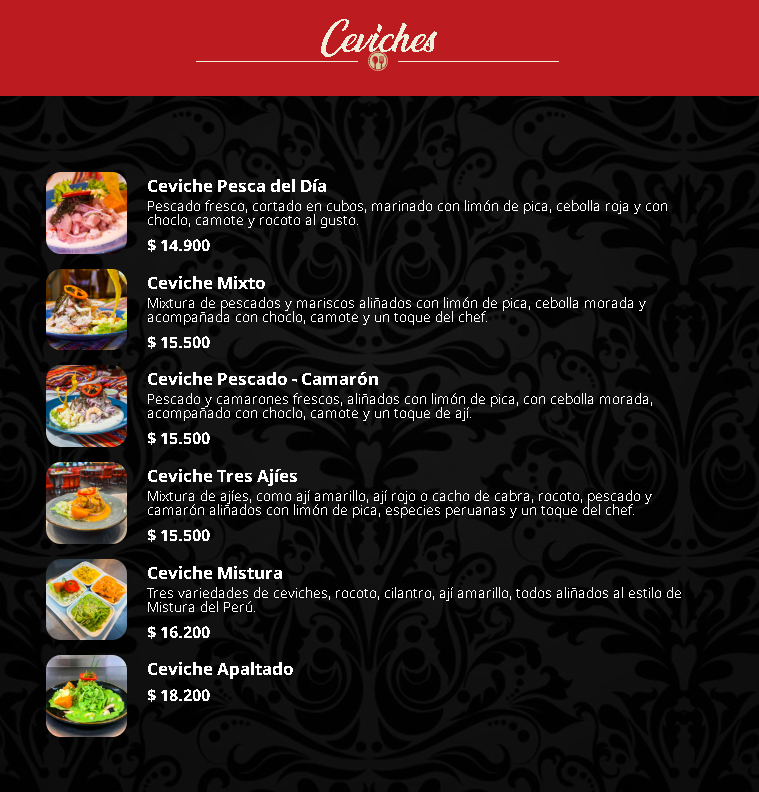 Ceviches
Ceviche Pesca del Día
Pescado fresco, cortado en cubos, marinado con limón de pica, cebolla roja y con
choclo, camote y rocoto al gusto.
$ 14.900
Ceviche Mixto
Mixtura de pescados y mariscos aliñados con limón de pica, cebolla morada y
acompañada con choclo, camote y un toque del chef.
$ 15.500
Ceviche Pescado - Camarón
Pescado y camarones frescos, aliñados con limón de pica, con cebolla morada,
acompañado con choclo, camote y un toque de ají.
$ 15.500
Ceviche Tres Ajíes
Mixtura de ajíes, como ají amarillo, ají rojo o cacho de cabra, rocoto, pescado y
camarón aliñados con limón de pica, especies peruanas y un toque del chef.
$ 15.500
Ceviche Mistura
Tres variedades de ceviches, rocoto, cilantro, ají amarillo, todos aliñados al estilo de
Mistura del Perú.
$ 16.200
Ceviche Apaltado
$ 18.200